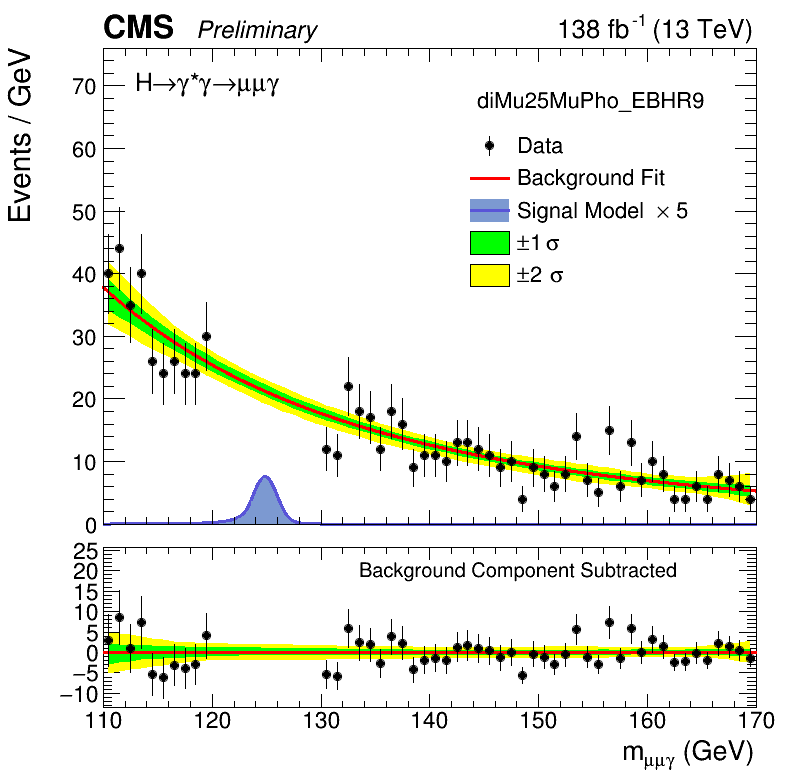 CMS Preliminary 138 fb⁻¹ (13 TeV)
H→γ*γ→μμγ
diMu25MuPho_EBHR9
Data
Background Fit
Signal Model × 5
±1 σ
±2 σ
Events / GeV
70
60
50
40
30
20
10
0
Background Component Subtracted
25
20
15
10
5
0
−5
−10
110 120 130 140 150 160 170
m_μμγ (GeV)